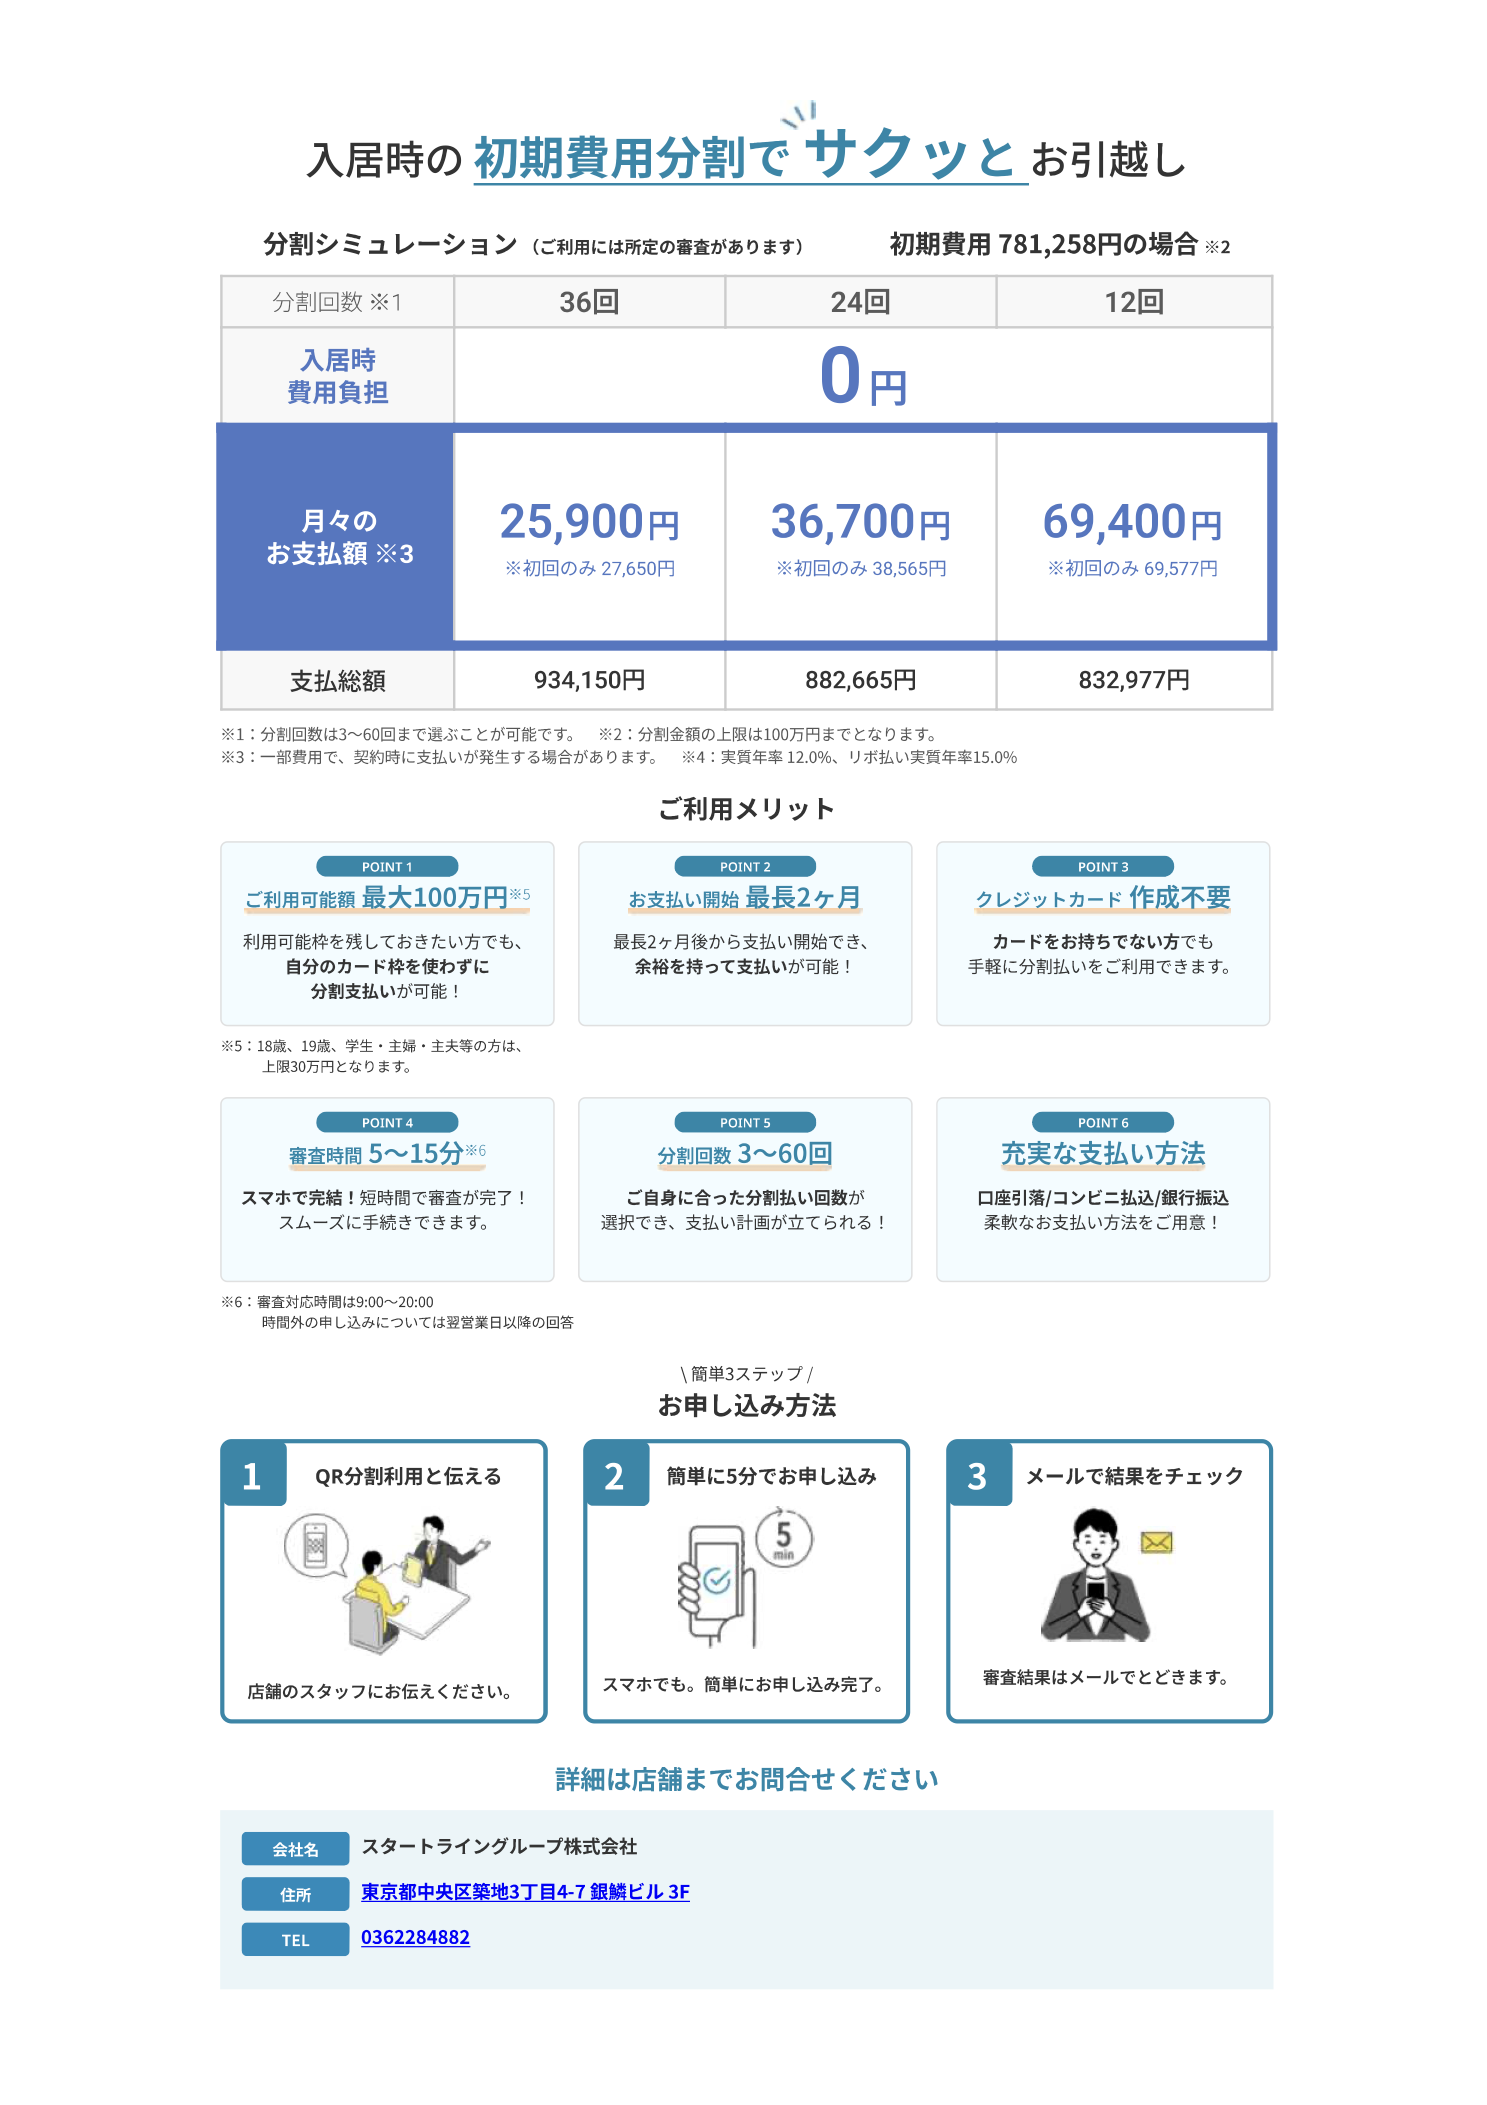 入居時の 初期費用分割で サクッと お引越し
分割シミュレーション（ご利用には所定の審査があります） 初期費用 781,258円の場合 ※2
分割回数 ※1 36回 24回 12回
入居時
費用負担
0円
月々の
お支払額 ※3
25,900円 36,700円 69,400円
※初回のみ 27,650円 ※初回のみ 38,565円 ※初回のみ 69,577円
支払総額 934,150円 882,665円 832,977円
※1：分割回数は3〜60回まで選ぶことが可能です。 ※2：分割金額の上限は100万円までとなります。
※3：一部費用で、契約時に支払いが発生する場合があります。 ※4：実質年率 12.0%、リボ払い実質年率15.0%
ご利用メリット
POINT 1
ご利用可能額 最大100万円※5
利用可能枠を残しておきたい方でも、
自分のカード枠を使わずに
分割支払いが可能！
POINT 2
お支払い開始 最長2ヶ月
最長2ヶ月後から支払い開始でき、
余裕を持って支払いが可能！
POINT 3
クレジットカード 作成不要
カードをお持ちでない方でも
手軽に分割払いをご利用できます。
※5：18歳、19歳、学生・主婦・主夫等の方は、
上限30万円となります。
POINT 4
審査時間 5〜15分※6
スマホで完結！短時間で審査が完了！
スムーズに手続きできます。
POINT 5
分割回数 3〜60回
ご自身に合った分割払い回数が
選択でき、支払い計画が立てられる！
POINT 6
充実な支払い方法
口座引落/コンビニ払込/銀行振込
柔軟なお支払い方法をご用意！
※6：審査対応時間は9:00〜20:00
時間外の申し込みについては翌営業日以降の回答
\ 簡単3ステップ /
お申し込み方法
1 QR分割利用と伝える
店舗のスタッフにお伝えください。
2 簡単に5分でお申し込み
5
min
スマホでも。簡単にお申し込み完了。
3 メールで結果をチェック
審査結果はメールでとどきます。
詳細は店舗までお問合せください
会社名 スタートライングループ株式会社
住所 東京都中央区築地3丁目4-7 銀鱗ビル 3F
TEL 0362284882